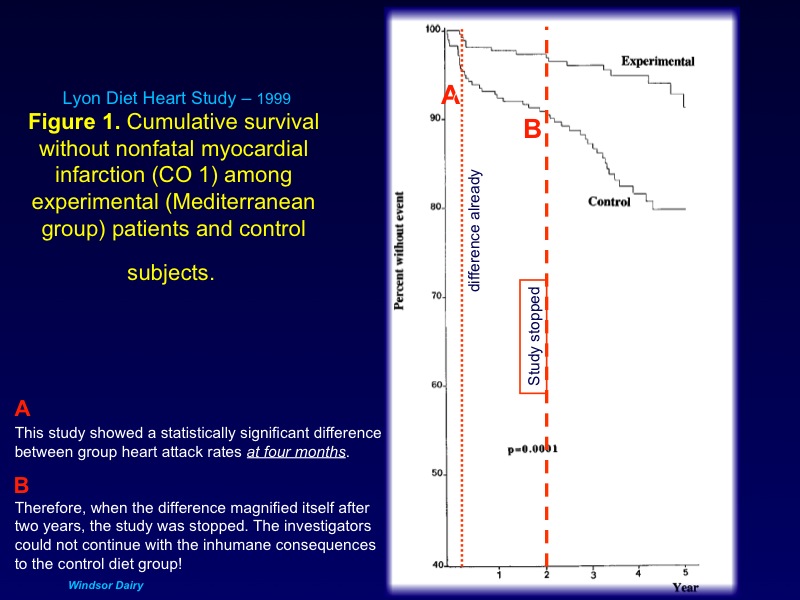 Lyon Diet Heart Study – 1999
Figure 1. Cumulative survival
without nonfatal myocardial
infarction (CO 1) among
experimental (Mediterranean
group) patients and control
subjects.
A
This study showed a statistically significant difference
between group heart attack rates at four months.
B
Therefore, when the difference magnified itself after
two years, the study was stopped. The investigators
could not continue with the inhumane consequences
to the control diet group!
Windsor Dairy
100
90
80
70
60
50
40
Percent without event
A
B
Experimental
Control
difference already
Study stopped
p=0.0001
1
2
3
4
5
Year